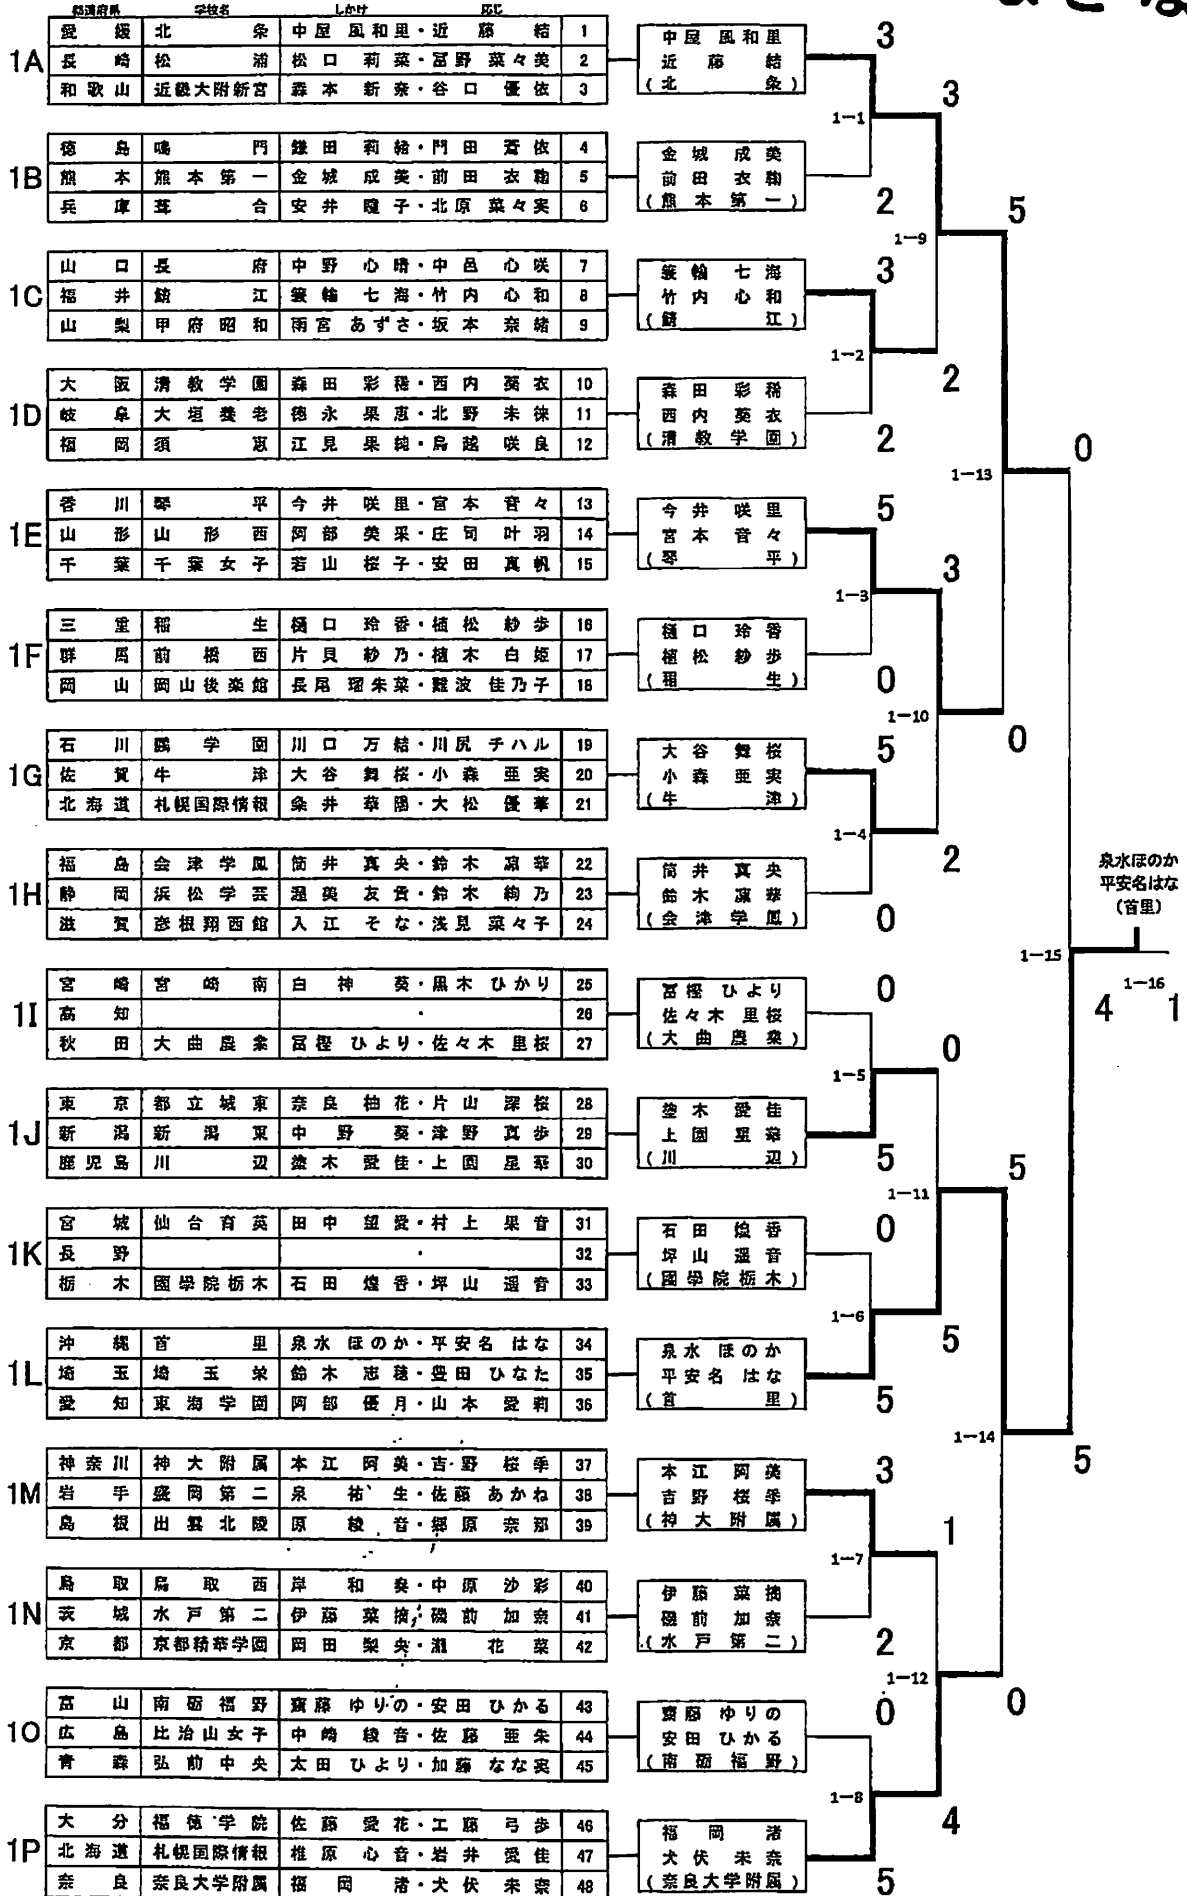 都道府県 学校名 しかけ 応じ
1A
愛媛 北条 中屋 風和里・近藤 結 1
長崎 松浦 松口 莉菜・冨野 菜々美 2
和歌山 近畿大附新宮 森本 新奈・谷口 優依 3
中屋 風和里
近藤 結
(北条)
3
1B
徳島 鳴門 鎌田 莉緒・門田 蒼依 4
熊本 熊本第一 金城 成美・前田 衣鞠 5
兵庫 葺合 安井 瞳子・北原 菜々実 6
金城 成美
前田 衣鞠
(熊本第一)
2
1-1
3
1C
山口 長府 中野 心晴・中邑 心咲 7
福井 鯖江 簑輪 七海・竹内 心和 8
山梨 甲府昭和 雨宮 あずさ・坂本 奈緒 9
簑輪 七海
竹内 心和
(鯖江)
3
1-9
5
1D
大阪 清教学園 森田 彩稀・西内 葵衣 10
岐阜 大垣養老 徳永 果恵・北野 未徠 11
福岡 須恵 江見 果純・鳥越 咲良 12
森田 彩稀
西内 葵衣
(清教学園)
2
1-2
2
1-13
0
1E
香川 琴平 今井 咲里・宮本 音々 13
山形 山形西 阿部 美采・庄司 叶羽 14
千葉 千葉女子 若山 桜子・安田 真帆 15
今井 咲里
宮本 音々
(琴平)
5
1F
三重 稲生 樋口 玲香・植松 紗歩 16
群馬 前橋西 片貝 紗乃・植木 白姫 17
岡山 岡山後楽館 長尾 瑠朱菜・難波 佳乃子 18
樋口 玲香
植松 紗歩
(稲生)
0
1-3
3
1G
石川 鵬学園 川口 万結・川尻 チハル 19
佐賀 牛津 大谷 舞桜・小森 亜実 20
北海道 札幌国際情報 粂井 華陽・大松 優華 21
大谷 舞桜
小森 亜実
(牛津)
5
1-10
0
1H
福島 会津学鳳 筒井 真央・鈴木 凛華 22
静岡 浜松学芸 渥美 友貴・鈴木 絢乃 23
滋賀 彦根翔西館 入江 そな・浅見 菜々子 24
筒井 真央
鈴木 凛華
(会津学鳳)
0
1-4
2
泉水ほのか
平安名はな
(首里)
1-15
1-16
4 1
1I
宮崎 宮崎南 白神 葵・黒木 ひかり 25
高知 ・ 26
秋田 大曲農業 冨樫 ひより・佐々木 里桜 27
冨樫 ひより
佐々木 里桜
(大曲農業)
0
1J
東京 都立城東 奈良 柚花・片山 深桜 28
新潟 新潟東 中野 葵・津野 真歩 29
鹿児島 川辺 塗木 愛佳・上園 星華 30
塗木 愛佳
上園 星華
(川辺)
5
1-5
0
1K
宮城 仙台育英 田中 望愛・村上 果音 31
長野 ・ 32
栃木 國學院栃木 石田 煌香・坪山 遥音 33
石田 煌香
坪山 遥音
(國學院栃木)
0
1-11
5
1L
沖縄 首里 泉水 ほのか・平安名 はな 34
埼玉 埼玉栄 鈴木 志穂・豊田 ひなた 35
愛知 東海学園 阿部 優月・山本 愛莉 36
泉水 ほのか
平安名 はな
(首里)
5
1-6
5
1-14
5
1M
神奈川 神大附属 本江 阿美・吉野 桜季 37
岩手 盛岡第二 泉 祐生・佐藤 あかね 38
島根 出雲北陵 原 綾音・郷原 奈那 39
本江 阿美
吉野 桜季
(神大附属)
3
1N
鳥取 鳥取西 岸 和奏・中原 沙彩 40
茨城 水戸第二 伊藤 菜摘・磯前 加奈 41
京都 京都精華学園 岡田 梨央・瀧 花菜 42
伊藤 菜摘
磯前 加奈
(水戸第二)
2
1-7
1
1O
富山 南砺福野 齋藤 ゆりの・安田 ひかる 43
広島 比治山女子 中崎 綾音・佐藤 亜朱 44
青森 弘前中央 太田 ひより・加藤 なな実 45
齋藤 ゆりの
安田 ひかる
(南砺福野)
0
1-12
0
1P
大分 福徳学院 佐藤 愛花・工藤 弓歩 46
北海道 札幌国際情報 椎原 心音・岩井 愛佳 47
奈良 奈良大学附属 福岡 渚・犬伏 未奈 48
福岡 渚
犬伏 未奈
(奈良大学附属)
5
1-8
4